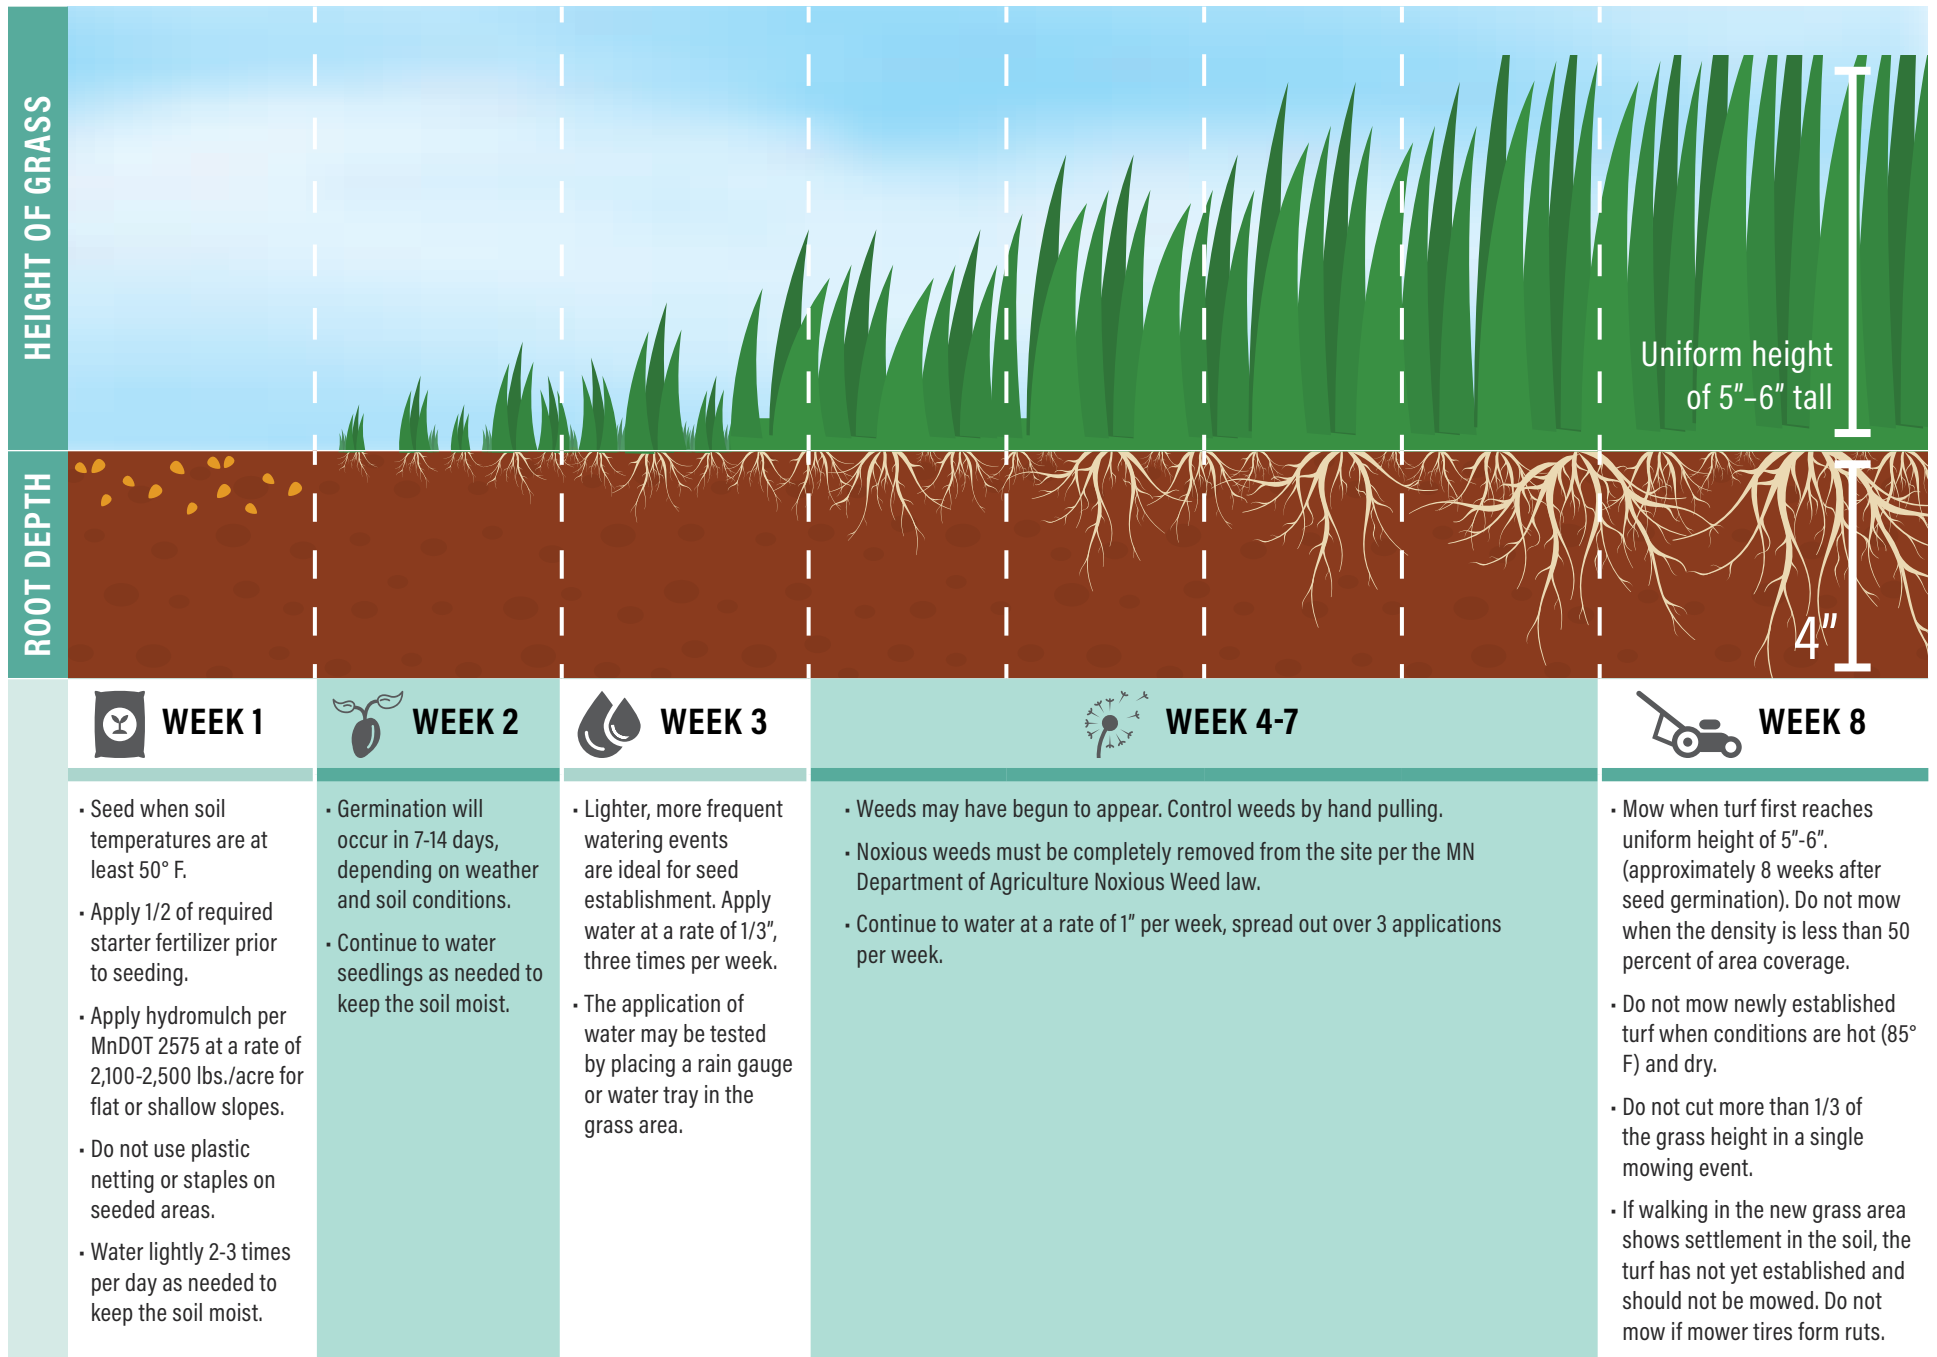 HEIGHT OF GRASS
Uniform height
of 5"–6" tall
ROOT DEPTH
4"
WEEK 1
· Seed when soil
temperatures are at
least 50° F.
· Apply 1/2 of required
starter fertilizer prior
to seeding.
· Apply hydromulch per
MnDOT 2575 at a rate of
2,100-2,500 lbs./acre for
flat or shallow slopes.
· Do not use plastic
netting or staples on
seeded areas.
· Water lightly 2-3 times
per day as needed to
keep the soil moist.
WEEK 2
· Germination will
occur in 7-14 days,
depending on weather
and soil conditions.
· Continue to water
seedlings as needed to
keep the soil moist.
WEEK 3
· Lighter, more frequent
watering events
are ideal for seed
establishment. Apply
water at a rate of 1/3",
three times per week.
· The application of
water may be tested
by placing a rain gauge
or water tray in the
grass area.
WEEK 4-7
· Weeds may have begun to appear. Control weeds by hand pulling.
· Noxious weeds must be completely removed from the site per the MN
Department of Agriculture Noxious Weed law.
· Continue to water at a rate of 1" per week, spread out over 3 applications
per week.
WEEK 8
· Mow when turf first reaches
uniform height of 5"-6".
(approximately 8 weeks after
seed germination). Do not mow
when the density is less than 50
percent of area coverage.
· Do not mow newly established
turf when conditions are hot (85°
F) and dry.
· Do not cut more than 1/3 of
the grass height in a single
mowing event.
· If walking in the new grass area
shows settlement in the soil, the
turf has not yet established and
should not be mowed. Do not
mow if mower tires form ruts.